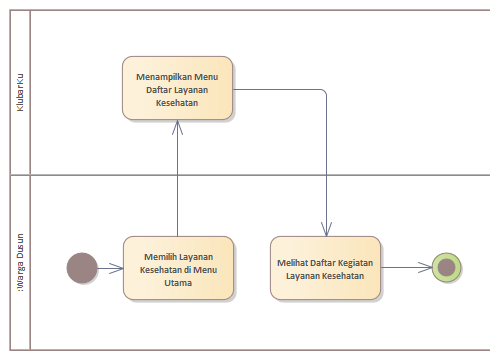 KlubarKu
Menampilkan Menu
Daftar Layanan
Kesehatan
:Warga Dusun
Memilih Layanan
Kesehatan di Menu
Utama
Melihat Daftar Kegiatan
Layanan Kesehatan